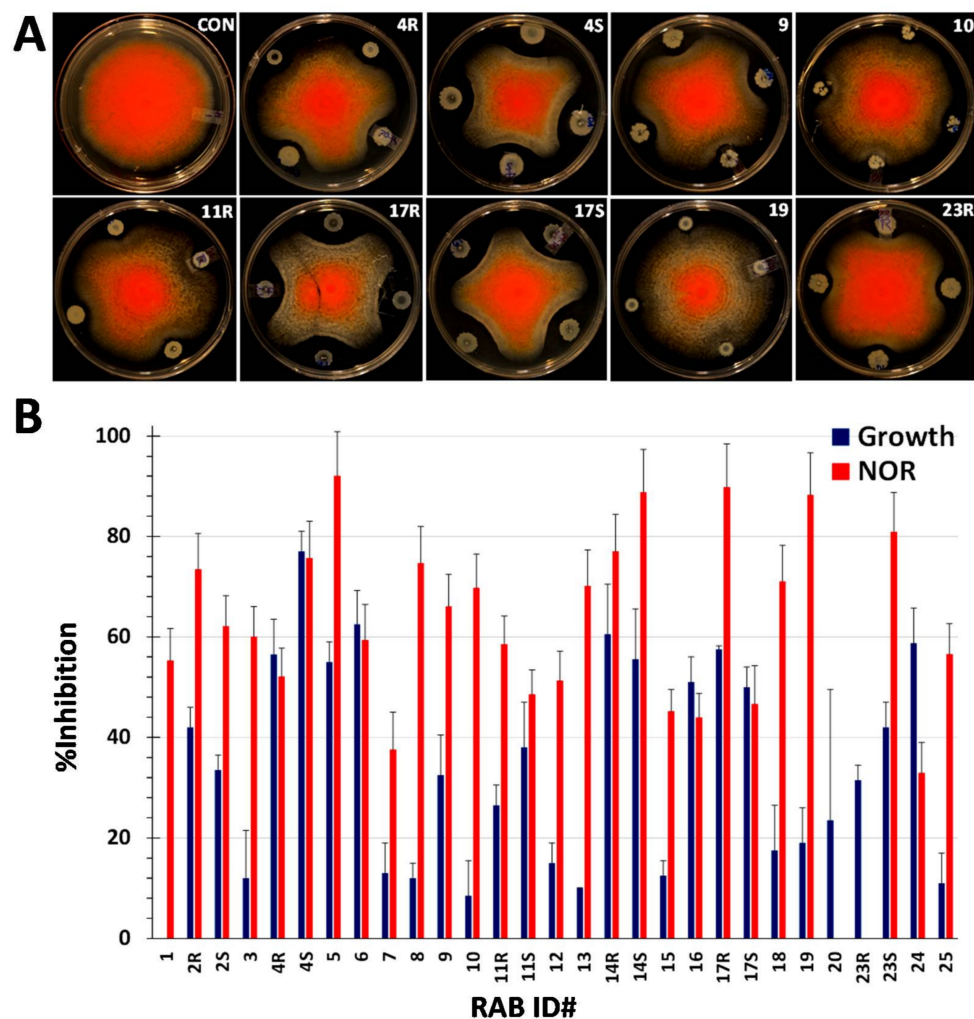 A
CON 4R 4S 9 10
11R 17R 17S 19 23R
B
Growth
NOR
100
80
60
40
20
0
%Inhibition
1 2R 2S 3 4R 4S 5 6 7 8 9 10 11R 11S 12 13 14R 14S 15 16 17R 17S 18 19 20 23R 23S 24 25
RAB ID#